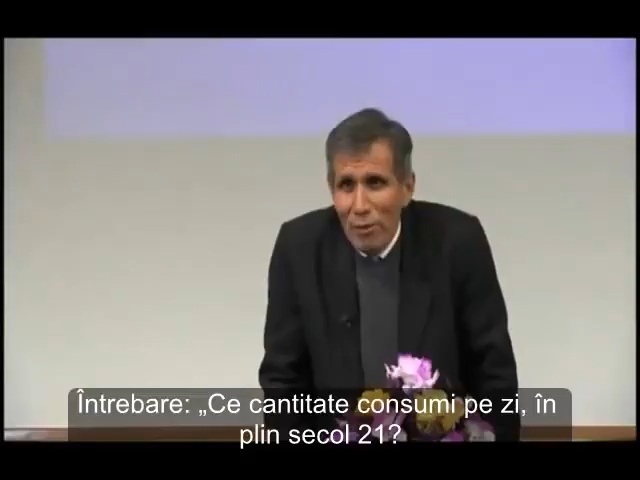 Întrebare: „Ce cantitate consumi pe zi, în
plin secol 21?